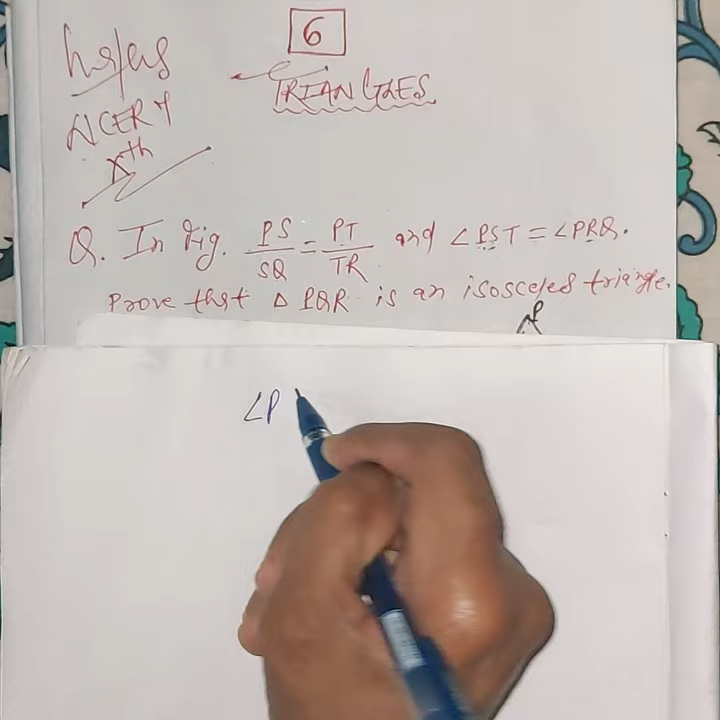 6
TRIANGLES
NCERT
Xth
Q. In Fig. PS/SQ = PT/TR and ∠PST = ∠PRQ.
Prove that Δ PQR is an isosceles triangle.
P
∠P